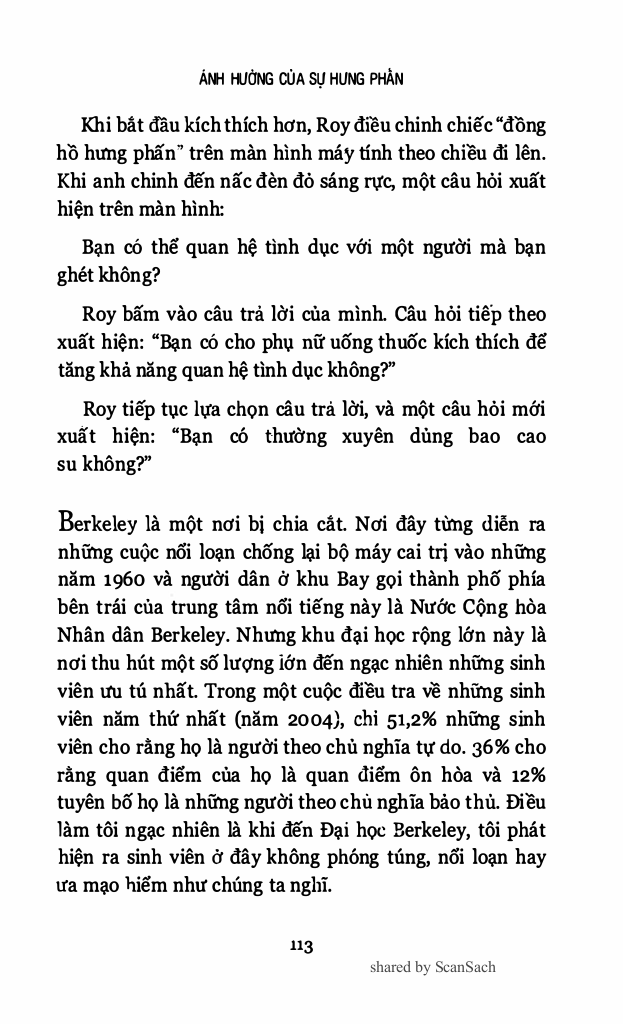 ẢNH HƯỞNG CỦA SỰ HƯNG PHẤN
Khi bắt đầu kích thích hơn, Roy điều chỉnh chiếc “đồng
hồ hưng phấn” trên màn hình máy tính theo chiều đi lên.
Khi anh chỉnh đến nấc đèn đỏ sáng rực, một câu hỏi xuất
hiện trên màn hình:
Bạn có thể quan hệ tình dục với một người mà bạn
ghét không?
Roy bấm vào câu trả lời của mình. Câu hỏi tiếp theo
xuất hiện: “Bạn có cho phụ nữ uống thuốc kích thích để
tăng khả năng quan hệ tình dục không?”
Roy tiếp tục lựa chọn câu trả lời, và một câu hỏi mới
xuất hiện: “Bạn có thường xuyên dùng bao cao
su không?”
Berkeley là một nơi bị chia cắt. Nơi đây từng diễn ra
những cuộc nổi loạn chống lại bộ máy cai trị vào những
năm 1960 và người dân ở khu Bay gọi thành phố phía
bên trái của trung tâm nổi tiếng này là Nước Cộng hòa
Nhân dân Berkeley. Nhưng khu đại học rộng lớn này là
nơi thu hút một số lượng lớn đến ngạc nhiên những sinh
viên ưu tú nhất. Trong một cuộc điều tra về những sinh
viên năm thứ nhất (năm 2004), chỉ 51,2% những sinh
viên cho rằng họ là người theo chủ nghĩa tự do. 36% cho
rằng quan điểm của họ là quan điểm ôn hòa và 12%
tuyên bố họ là những người theo chủ nghĩa bảo thủ. Điều
làm tôi ngạc nhiên là khi đến Đại học Berkeley, tôi phát
hiện ra sinh viên ở đây không phóng túng, nổi loạn hay
ưa mạo hiểm như chúng ta nghĩ.
113
shared by ScanSach